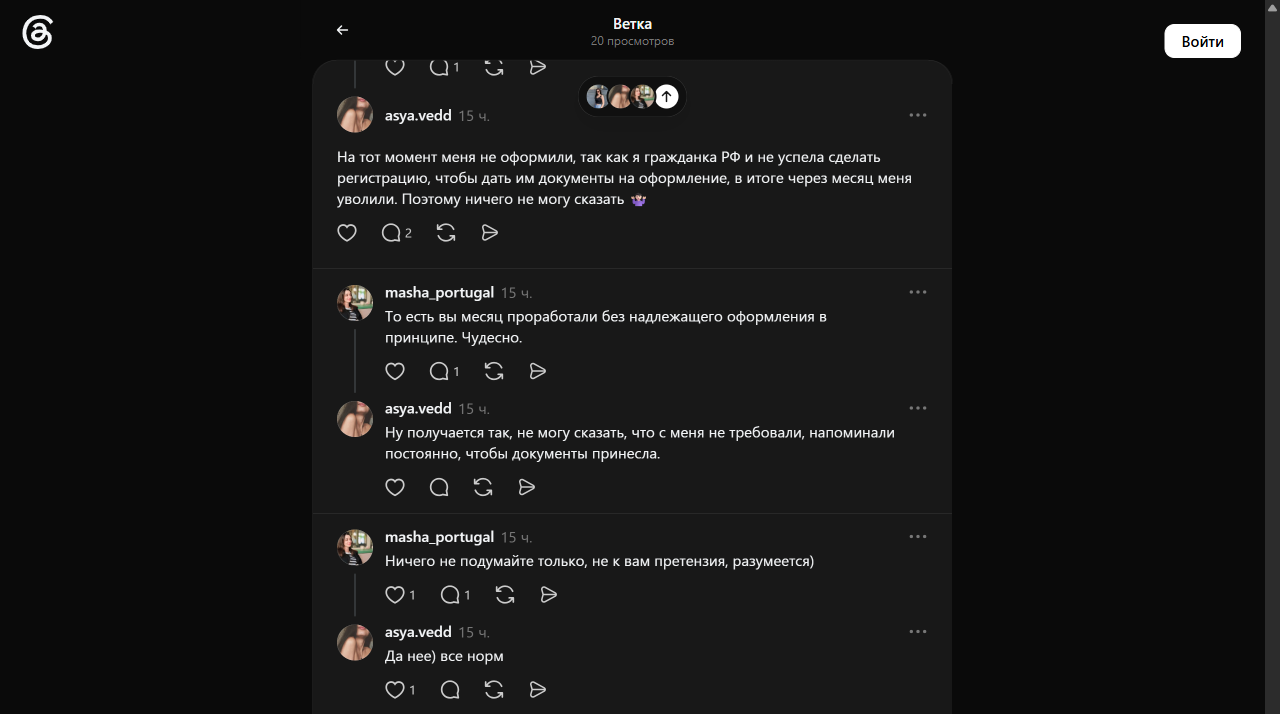 Ветка
20 просмотров
Войти
1
asya.vedd 15 ч.
На тот момент меня не оформили, так как я гражданка РФ и не успела сделать
регистрацию, чтобы дать им документы на оформление, в итоге через месяц меня
уволили. Поэтому ничего не могу сказать 🤷🏻‍♀️
2
masha_portugal 15 ч.
То есть вы месяц проработали без надлежащего оформления в
принципе. Чудесно.
1
asya.vedd 15 ч.
Ну получается так, не могу сказать, что с меня не требовали, напоминали
постоянно, чтобы документы принесла.
masha_portugal 15 ч.
Ничего не подумайте только, не к вам претензия, разумеется)
1 1
asya.vedd 15 ч.
Да нее) все норм
1